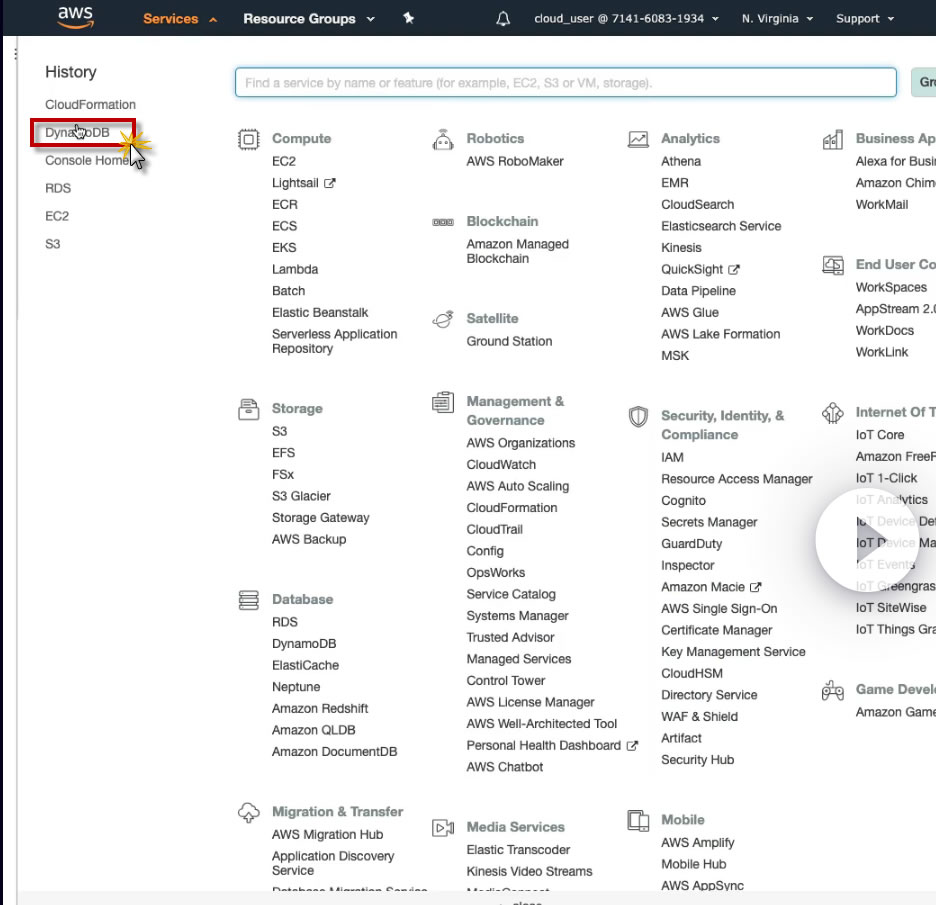 aws
Services
Resource Groups
cloud_user @ 7141-6083-1934
N. Virginia
Support
History
CloudFormation
DynamoDB
Console Home
RDS
EC2
S3
Find a service by name or feature (for example, EC2, S3 or VM, storage).
Gro
Compute
EC2
Lightsail
ECR
ECS
EKS
Lambda
Batch
Elastic Beanstalk
Serverless Application
Repository
Storage
S3
EFS
FSx
S3 Glacier
Storage Gateway
AWS Backup
Database
RDS
DynamoDB
ElastiCache
Neptune
Amazon Redshift
Amazon QLDB
Amazon DocumentDB
Migration & Transfer
AWS Migration Hub
Application Discovery
Service
Database Migration Service
Robotics
AWS RoboMaker
Blockchain
Amazon Managed
Blockchain
Satellite
Ground Station
Management &
Governance
AWS Organizations
CloudWatch
AWS Auto Scaling
CloudFormation
CloudTrail
Config
OpsWorks
Service Catalog
Systems Manager
Trusted Advisor
Managed Services
Control Tower
AWS License Manager
AWS Well-Architected Tool
Personal Health Dashboard
AWS Chatbot
Media Services
Elastic Transcoder
Kinesis Video Streams
MediaConnect
Analytics
Athena
EMR
CloudSearch
Elasticsearch Service
Kinesis
QuickSight
Data Pipeline
AWS Glue
AWS Lake Formation
MSK
Security, Identity, &
Compliance
IAM
Resource Access Manager
Cognito
Secrets Manager
GuardDuty
Inspector
Amazon Macie
AWS Single Sign-On
Certificate Manager
Key Management Service
CloudHSM
Directory Service
WAF & Shield
Artifact
Security Hub
Mobile
AWS Amplify
Mobile Hub
AWS AppSync
Business Ap
Alexa for Busi
Amazon Chim
WorkMail
End User Co
WorkSpaces
AppStream 2.0
WorkDocs
WorkLink
Internet Of T
IoT Core
Amazon FreeR
IoT 1-Click
IoT Analytics
IoT Device Def
IoT Device Ma
IoT Events
IoT Greengras
IoT SiteWise
IoT Things Gra
Game Devel
Amazon Game
close